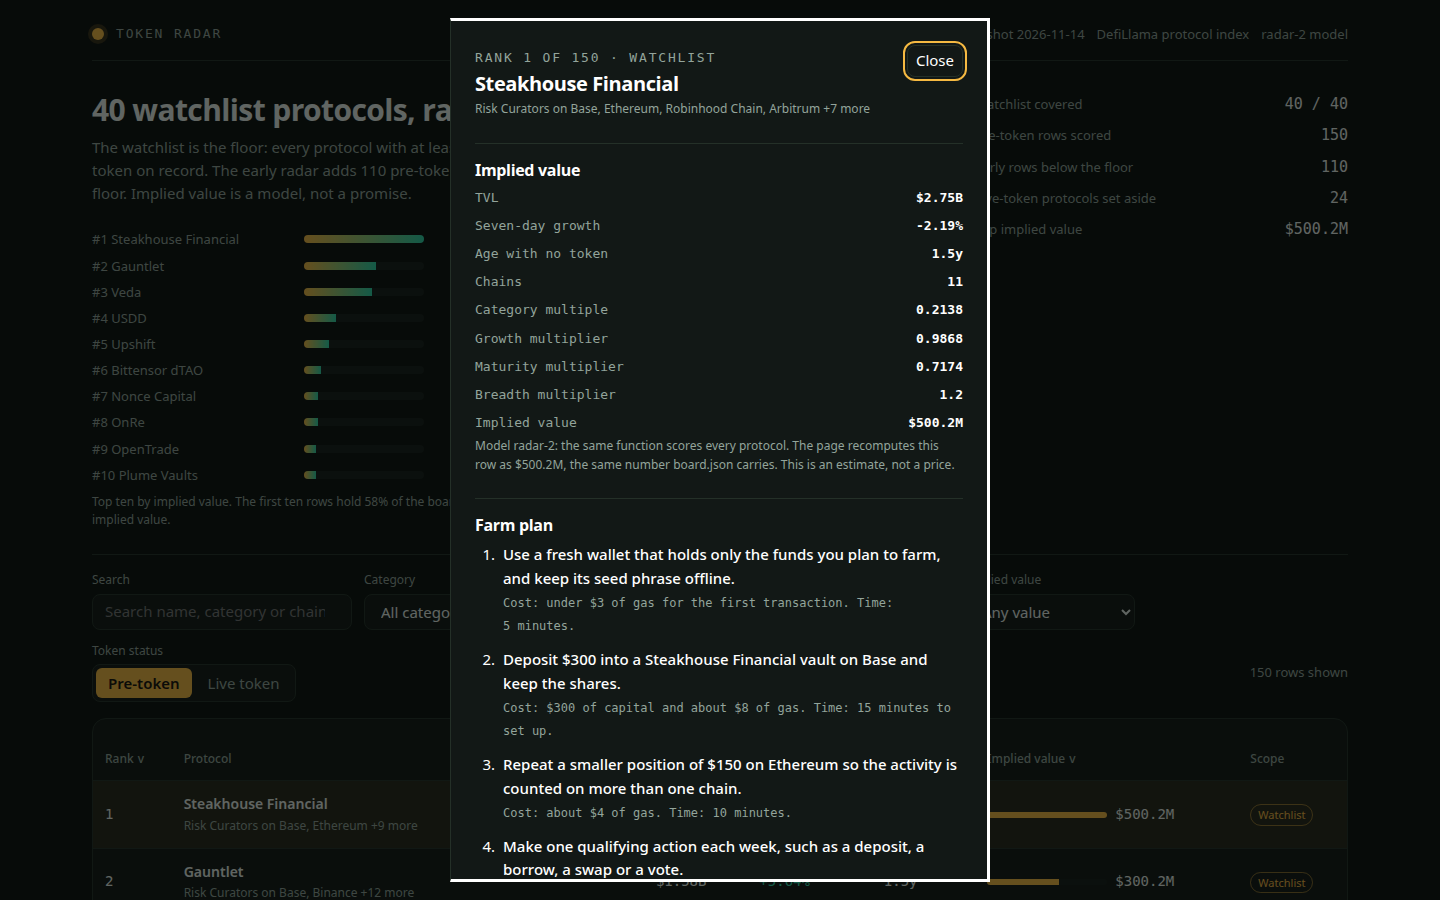 TOKEN RADAR
shot 2026-11-14 DefiLlama protocol index radar-2 model
40 watchlist protocols, ra
The watchlist is the floor: every protocol with at lea
token on record. The early radar adds 110 pre-toke
floor. Implied value is a model, not a promise.
#1 Steakhouse Financial
#2 Gauntlet
#3 Veda
#4 USDD
#5 Upshift
#6 Bittensor dTAO
#7 Nonce Capital
#8 OnRe
#9 OpenTrade
#10 Plume Vaults
Top ten by implied value. The first ten rows hold 58% of the boa
implied value.
atchlist covered 40 / 40
e-token rows scored 150
rly rows below the floor 110
e-token protocols set aside 24
p implied value $500.2M
RANK 1 OF 150 · WATCHLIST
Close
Steakhouse Financial
Risk Curators on Base, Ethereum, Robinhood Chain, Arbitrum +7 more
Implied value
TVL $2.75B
Seven-day growth -2.19%
Age with no token 1.5y
Chains 11
Category multiple 0.2138
Growth multiplier 0.9868
Maturity multiplier 0.7174
Breadth multiplier 1.2
Implied value $500.2M
Model radar-2: the same function scores every protocol. The page recomputes this
row as $500.2M, the same number board.json carries. This is an estimate, not a price.
Farm plan
1. Use a fresh wallet that holds only the funds you plan to farm,
and keep its seed phrase offline.
Cost: under $3 of gas for the first transaction. Time:
5 minutes.
2. Deposit $300 into a Steakhouse Financial vault on Base and
keep the shares.
Cost: $300 of capital and about $8 of gas. Time: 15 minutes to
set up.
3. Repeat a smaller position of $150 on Ethereum so the activity is
counted on more than one chain.
Cost: about $4 of gas. Time: 10 minutes.
4. Make one qualifying action each week, such as a deposit, a
borrow, a swap or a vote.
Search
Search name, category or chain
Category
All catego
ied value
ny value
Token status
Pre-token Live token
150 rows shown
Rank v Protocol mplied value v Scope
1 Steakhouse Financial $500.2M Watchlist
Risk Curators on Base, Ethereum +9 more
2 Gauntlet $300.2M Watchlist
Risk Curators on Base, Binance +12 more